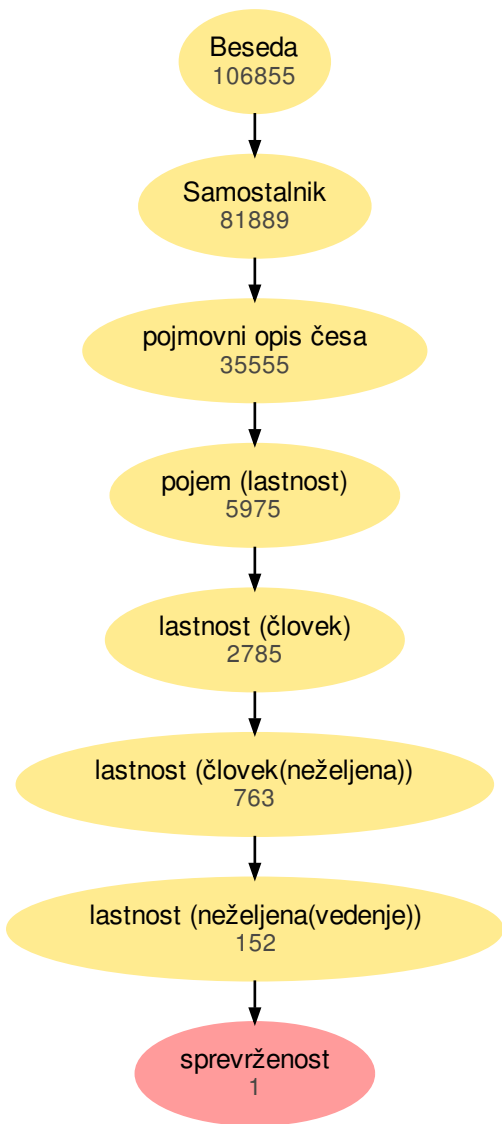 Beseda
106855
Samostalnik
81889
pojmovni opis česa
35555
pojem (lastnost)
5975
lastnost (človek)
2785
lastnost (človek(neželjena))
763
lastnost (neželjena(vedenje))
152
sprevrženost
1